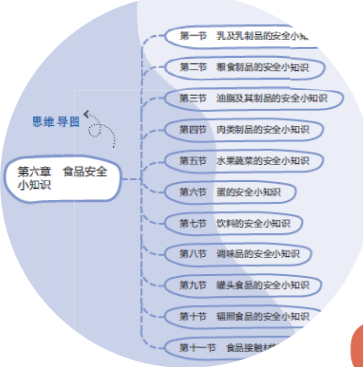 第一节 乳及乳制品的安全小知
第二节 粮食制品的安全小知识
第三节 油脂及其制品的安全小知识
第四节 肉类制品的安全小知识
思维导图
第五节 水果蔬菜的安全小知识
第六章 食品安全
小知识
第六节 蛋的安全小知识
第七节 饮料的安全小知识
第八节 调味品的安全小知识
第九节 罐头食品的安全小知识
第十节 辐照食品的安全小知识
第十一节 食品接触材